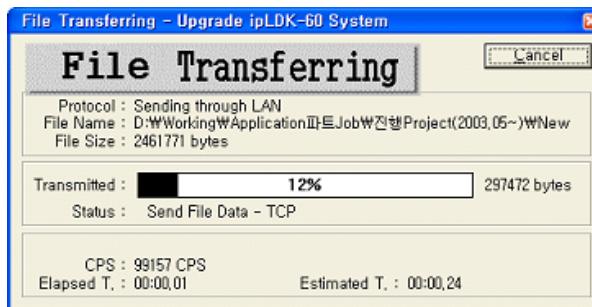 File Transferring - Upgrade ipLDK-60 System
File Transferring
Cancel
Protocol : Sending through LAN
File Name : D:₩Working₩Application파트Job₩진행Project(2003,05~)₩New
File Size : 2461771 bytes
Transmitted : 12% 297472 bytes
Status : Send File Data - TCP
CPS : 99157 CPS
Elapsed T, : 00:00,01 Estimated T, : 00:00,24